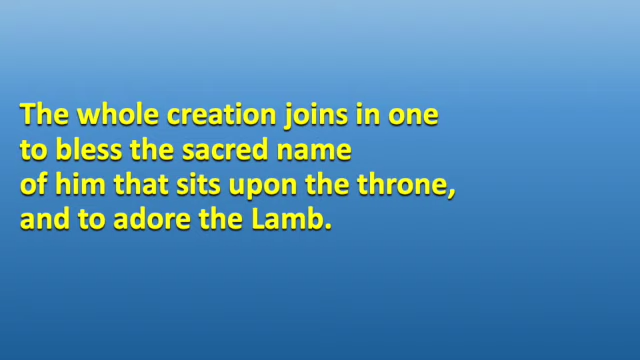 The whole creation joins in one
to bless the sacred name
of him that sits upon the throne,
and to adore the Lamb.